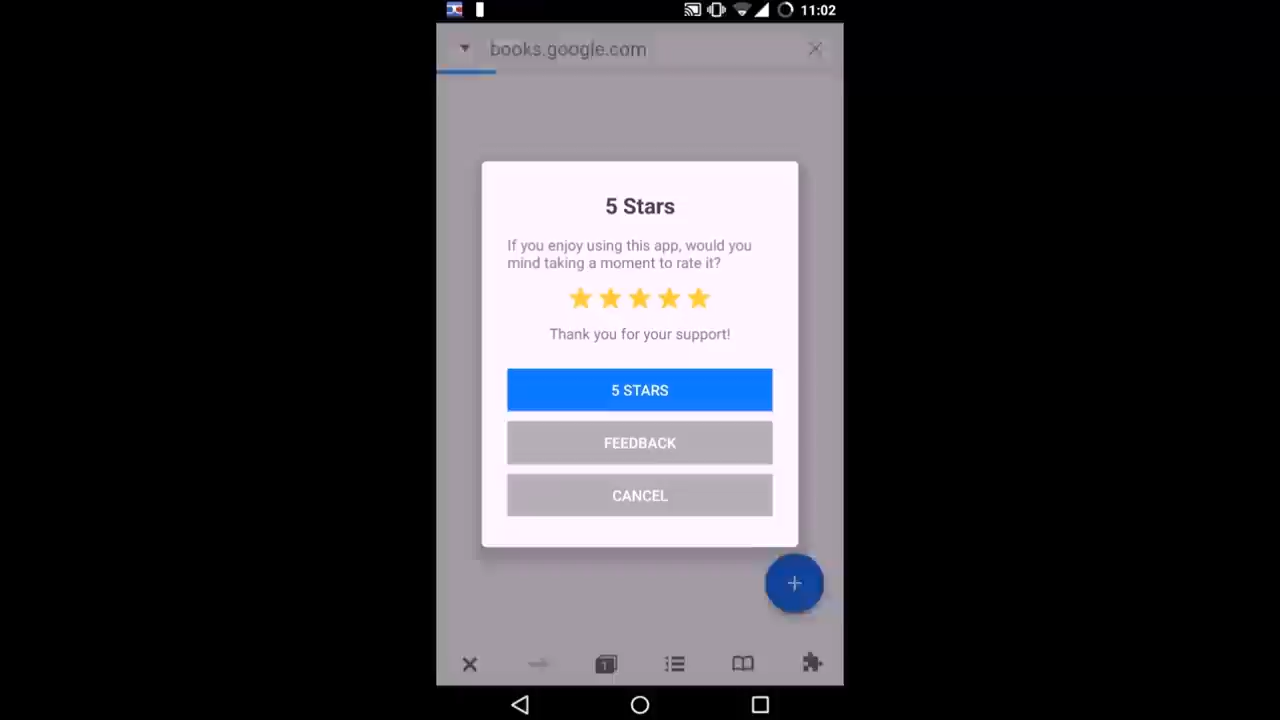 11:02
books.google.com
5 Stars
If you enjoy using this app, would you
mind taking a moment to rate it?
Thank you for your support!
5 STARS
FEEDBACK
CANCEL
1